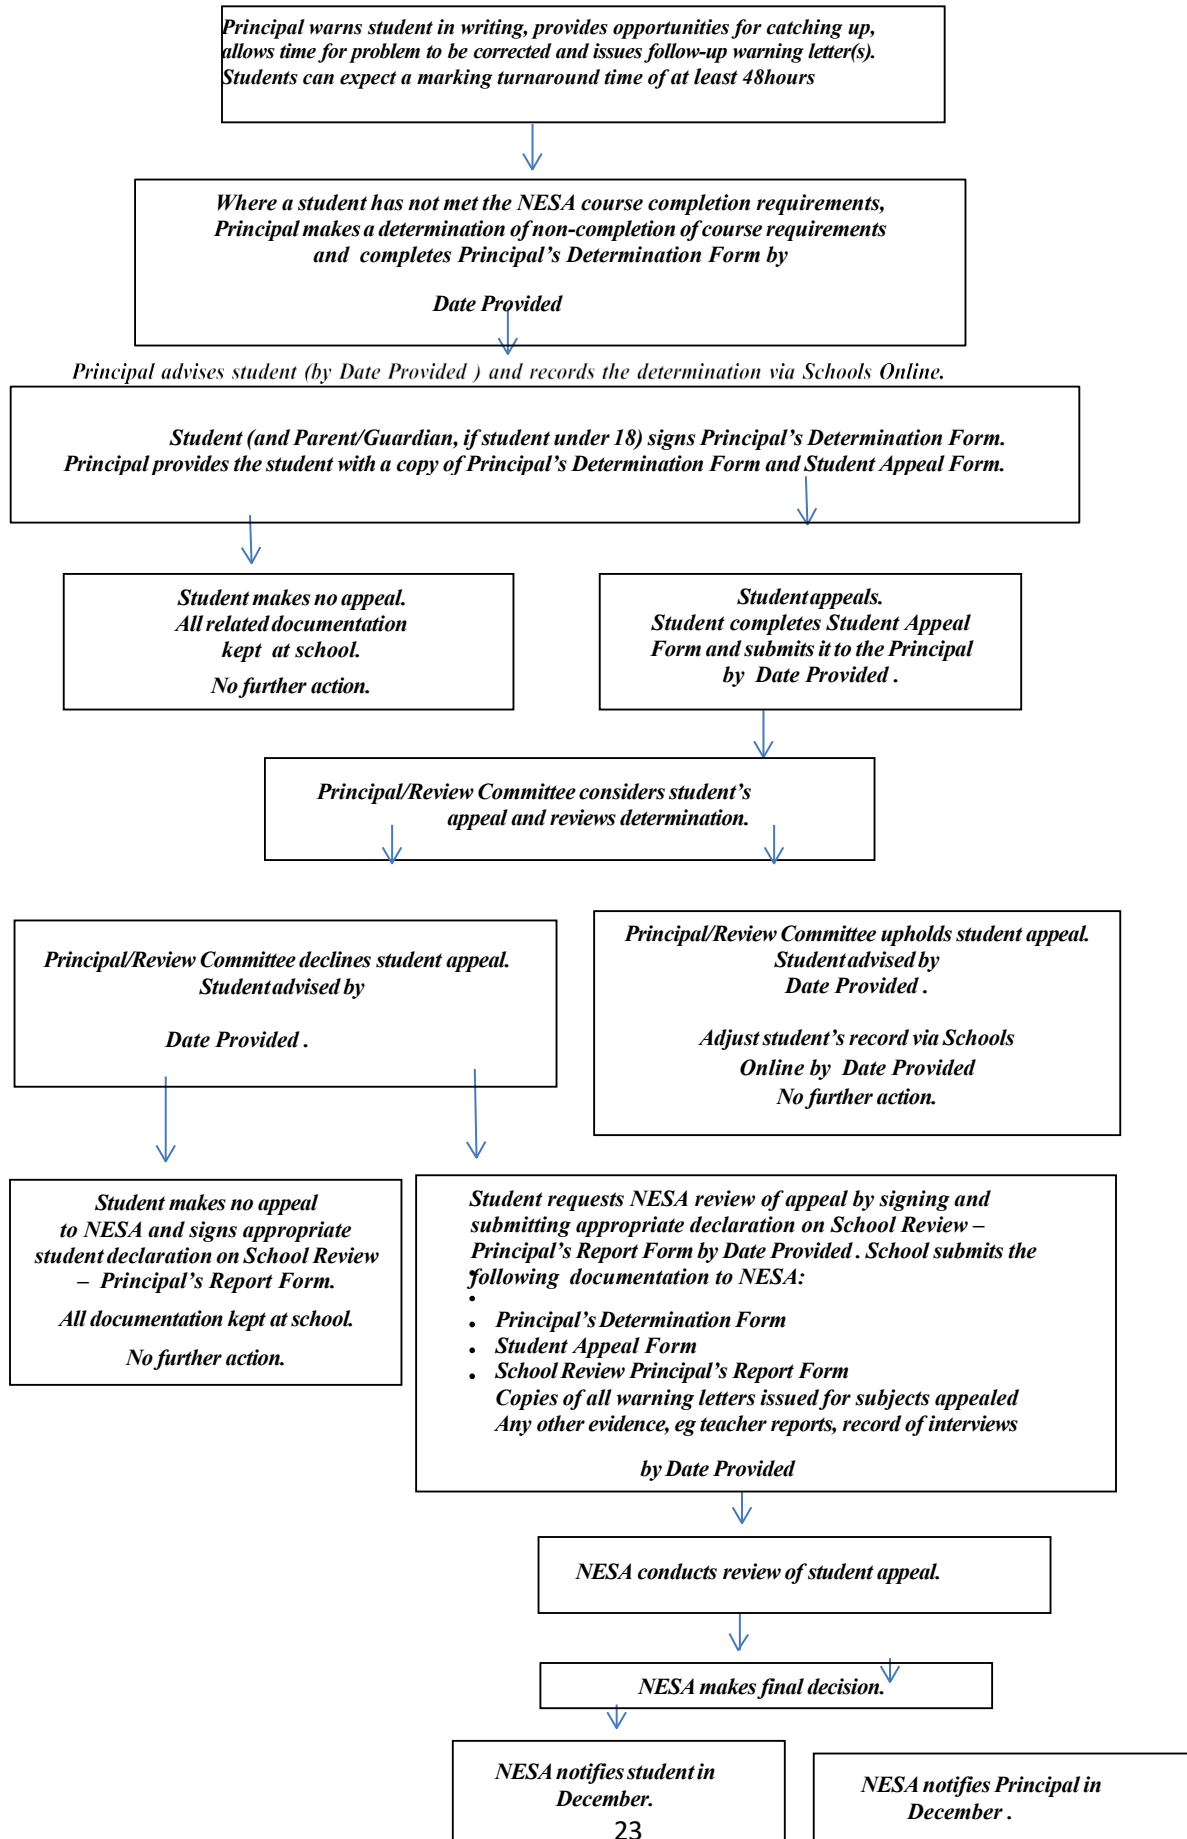 Principal warns student in writing, provides opportunities for catching up,
allows time for problem to be corrected and issues follow-up warning letter(s).
Students can expect a marking turnaround time of at least 48hours
Where a student has not met the NESA course completion requirements,
Principal makes a determination of non-completion of course requirements
and completes Principal's Determination Form by
Date Provided
Principal advises student (by Date Provided ) and records the determination via Schools Online.
Student (and Parent/Guardian, if student under 18) signs Principal's Determination Form.
Principal provides the student with a copy of Principal's Determination Form and Student Appeal Form.
Student makes no appeal.
All related documentation
kept at school.
No further action.
Student appeals.
Student completes Student Appeal
Form and submits it to the Principal
by Date Provided .
Principal/Review Committee considers student's
appeal and reviews determination.
Principal/Review Committee declines student appeal.
Student advised by
Date Provided .
Principal/Review Committee upholds student appeal.
Student advised by
Date Provided .
Adjust student's record via Schools
Online by Date Provided
No further action.
Student makes no appeal
to NESA and signs appropriate
student declaration on School Review
– Principal's Report Form.
All documentation kept at school.
No further action.
Student requests NESA review of appeal by signing and
submitting appropriate declaration on School Review –
Principal's Report Form by Date Provided . School submits the
following documentation to NESA:
• Principal's Determination Form
• Student Appeal Form
• School Review Principal's Report Form
Copies of all warning letters issued for subjects appealed
Any other evidence, eg teacher reports, record of interviews
by Date Provided
NESA conducts review of student appeal.
NESA makes final decision.
NESA notifies student in
December.
NESA notifies Principal in
December .
23